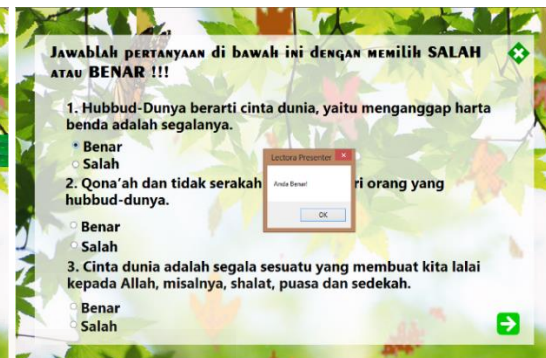 Jawablah pertanyaan di bawah ini dengan memilih SALAH
atau BENAR !!!
1. Hubbud-Dunya berarti cinta dunia, yaitu menganggap harta
benda adalah segalanya.
Benar
Salah
Lectora Presenter
Anda Benar!
OK
2. Qona'ah dan tidak serakah ri orang yang
hubbud-dunya.
Benar
Salah
3. Cinta dunia adalah segala sesuatu yang membuat kita lalai
kepada Allah, misalnya, shalat, puasa dan sedekah.
Benar
Salah